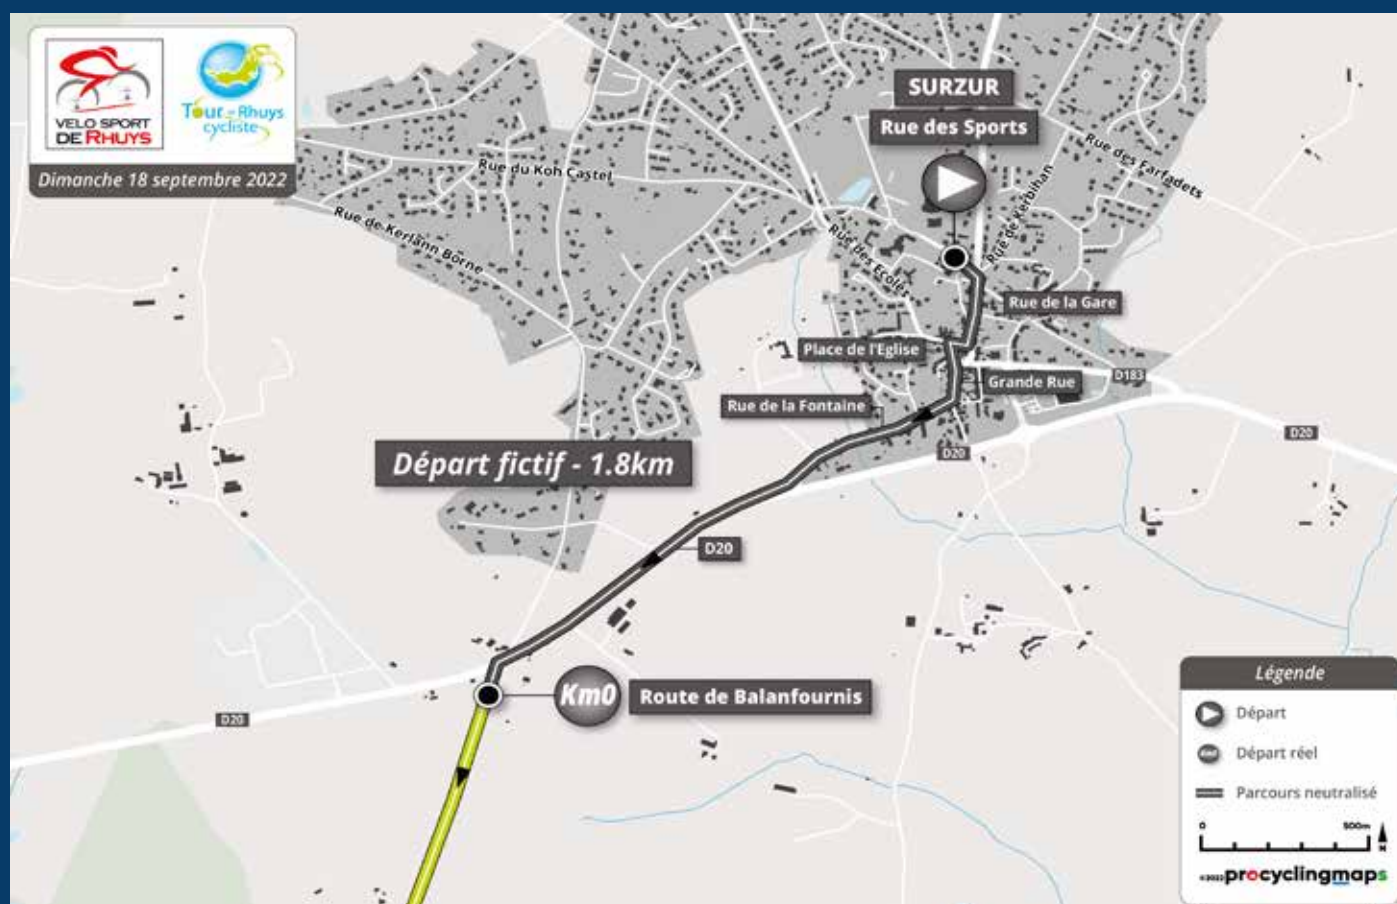 VELO SPORT
DE RHUYS
Tour de Rhuys
cycliste
Dimanche 18 septembre 2022
SURZUR
Rue des Sports
Rue du Koh Castel
Rue de Kerlann Borne
Rue des Farfadets
Rue de Kerbihan
Rue des Ecoles
Rue de la Gare
Place de l'Eglise
Grande Rue
D183
Rue de la Fontaine
D20
D20
Départ fictif - 1.8km
D20
Km0
Route de Balanfournis
D20
Légende
Départ
Km0
Départ réel
Parcours neutralisé
0
500m
N
©2022 procyclingmaps